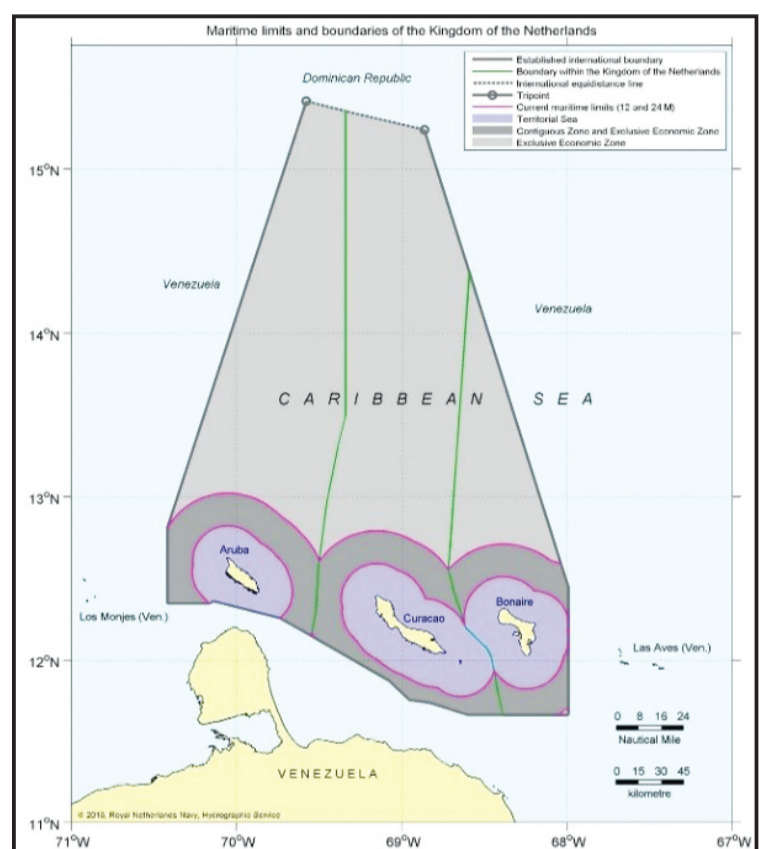 Maritime limits and boundaries of the Kingdom of the Netherlands
Established international boundary
Boundary within the Kingdom of the Netherlands
International equidistance line
Tripoint
Current maritime limits (12 and 24 M)
Territorial Sea
Contiguous Zone and Exclusive Economic Zone
Exclusive Economic Zone
Dominican Republic
15°N
Venezuela
Venezuela
14°N
CARIBBEAN SEA
13°N
Aruba
Bonaire
Los Monjes (Ven.)
Curacao
Las Aves (Ven.)
12°N
0 8 16 24
Nautical Mile
0 15 30 45
kilometre
VENEZUELA
© 2013, Royal Netherlands Navy, Hydrographic Service
11°N
71°W 70°W 69°W 68°W 67°W